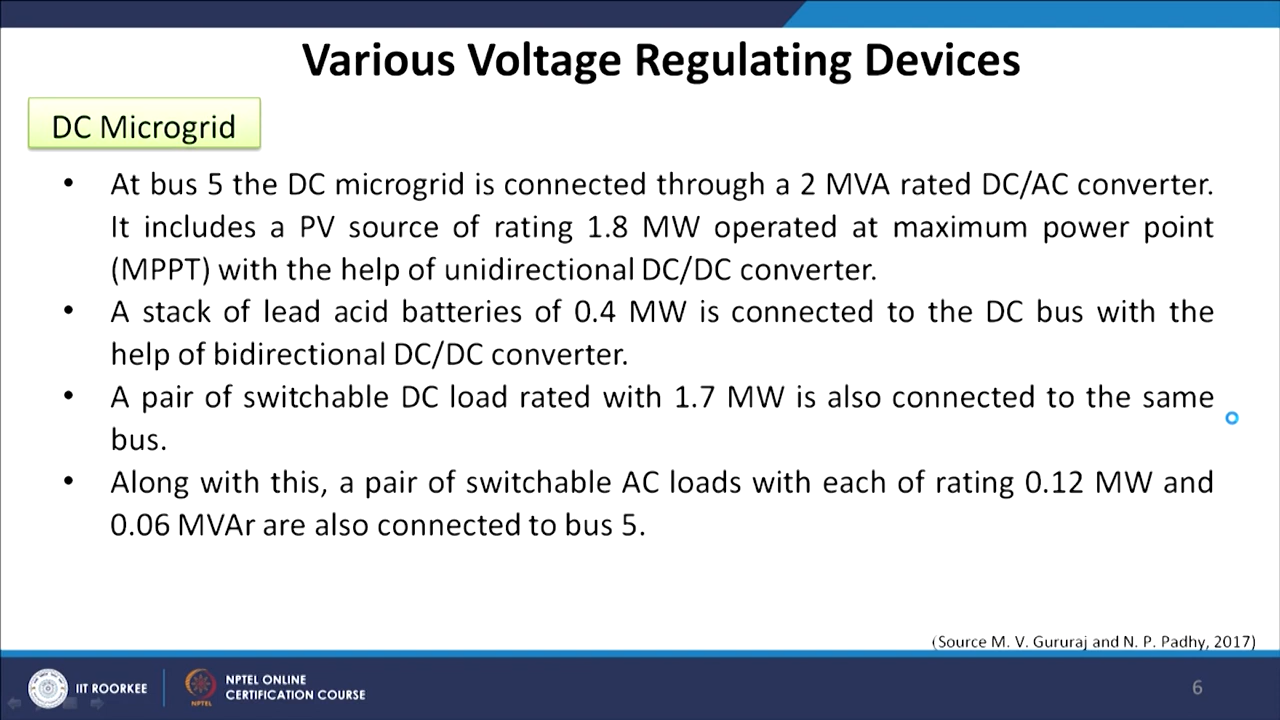 Various Voltage Regulating Devices
DC Microgrid
• At bus 5 the DC microgrid is connected through a 2 MVA rated DC/AC converter.
It includes a PV source of rating 1.8 MW operated at maximum power point
(MPPT) with the help of unidirectional DC/DC converter.
• A stack of lead acid batteries of 0.4 MW is connected to the DC bus with the
help of bidirectional DC/DC converter.
• A pair of switchable DC load rated with 1.7 MW is also connected to the same
bus.
• Along with this, a pair of switchable AC loads with each of rating 0.12 MW and
0.06 MVAr are also connected to bus 5.
(Source M. V. Gururaj and N. P. Padhy, 2017)
IIT ROORKEE
NPTEL
NPTEL ONLINE
CERTIFICATION COURSE
6